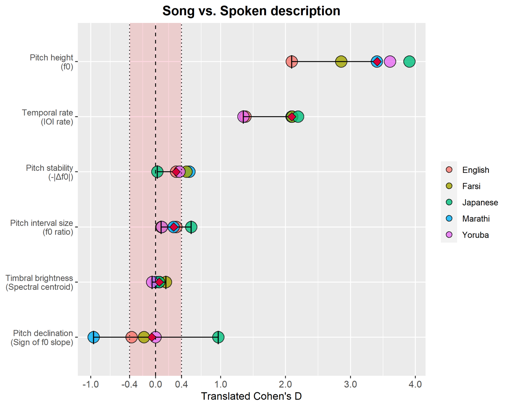 Song vs. Spoken description
Pitch height
(f0)
Temporal rate
(IOI rate)
Pitch stability
(-|Δf0|)
Pitch interval size
(f0 ratio)
Timbral brightness
(Spectral centroid)
Pitch declination
(Sign of f0 slope)
English
Farsi
Japanese
Marathi
Yoruba
-1.0 -0.4 0.0 0.4 1.0 2.0 3.0 4.0
Translated Cohen's D